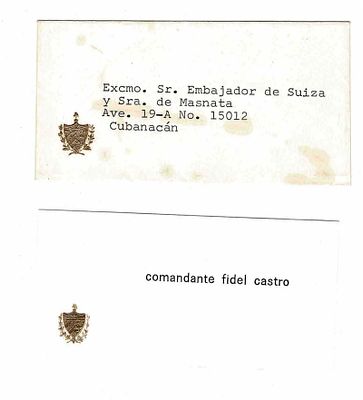 Excmo. Sr. Embajador de Suiza
y Sra. de Masnata
Ave. 19-A No. 15012
Cubanacán
comandante fidel castro